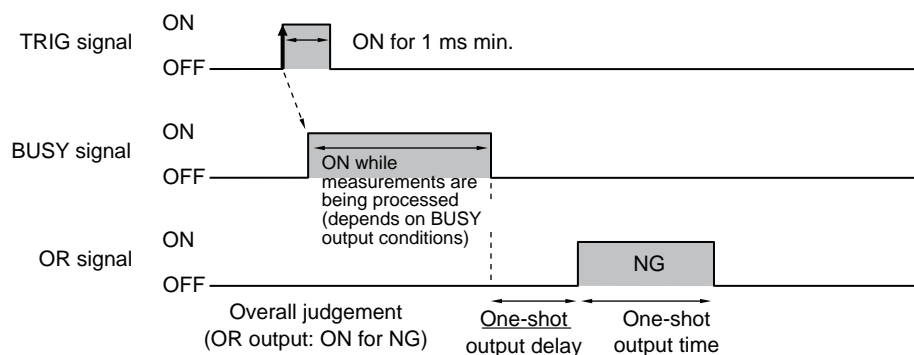 ON
TRIG signal
ON for 1 ms min.
OFF
ON
BUSY signal
OFF
ON while
measurements are
being processed
(depends on BUSY
output conditions)
ON
OR signal
NG
OFF
Overall judgement
(OR output: ON for NG)
One-shot
output delay
One-shot
output time